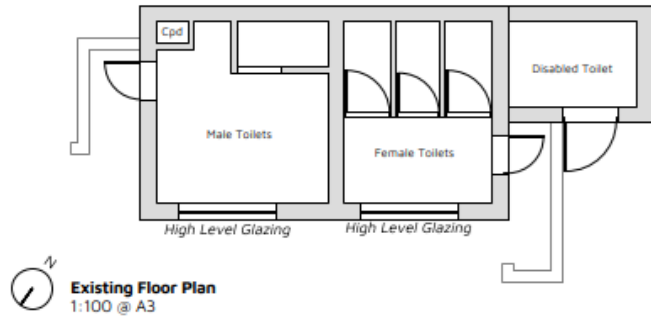 Cpd
Disabled Toilet
Male Toilets
Female Toilets
High Level Glazing
High Level Glazing
N
Existing Floor Plan
1:100 @ A3